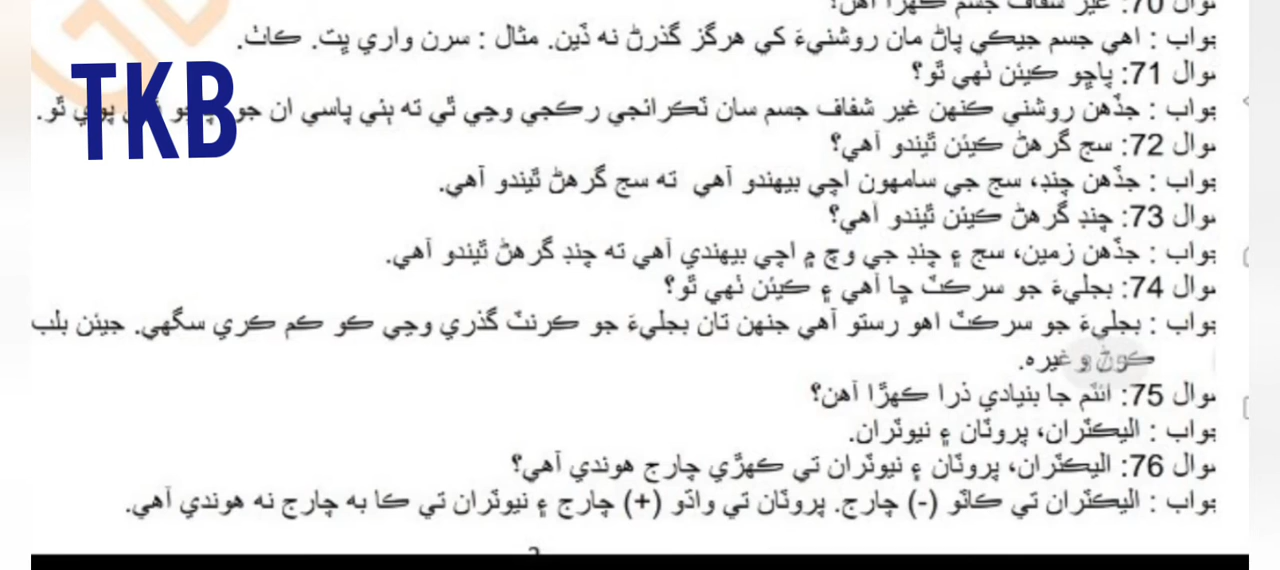 سوال 70: غير شفاف جسم ڪهڙا آهن؟
جواب : اهي جسم جيڪي پاڻ مان روشنيءَ کي هرگز گذرڻ نه ڏين. مثال : سرن واري ڀت. ڪاٺ.
سوال 71: پاڇو ڪيئن ٺهي ٿو؟
جواب : جڏهن روشني ڪنهن غير شفاف جسم سان ٽڪرائجي رڪجي وڃي ٿي ته ٻئي پاسي ان جو ٿو.
TKB
سوال 72: سج گرهڻ ڪيئن ٿيندو آهي؟
جواب : جڏهن چنڊ، سج جي سامهون اچي بيهندو آهي ته سج گرهڻ ٿيندو آهي.
سوال 73: چنڊ گرهڻ ڪيئن ٿيندو آهي؟
جواب : جڏهن زمين، سج ۽ چنڊ جي وچ ۾ اچي بيهندي آهي ته چنڊ گرهڻ ٿيندو آهي.
سوال 74: بجليءَ جو سرڪٽ ڇا آهي ۽ ڪيئن ٺهي ٿو؟
جواب : بجليءَ جو سرڪٽ اهو رستو آهي جنهن تان بجليءَ جو ڪرنٽ گذري وڃي ڪو ڪم ڪري سگهي. جيئن بلب
وغيره.
سوال 75: ائٽم جا بنيادي ذرا ڪهڙا آهن؟
جواب : اليڪٽران، پروٽان ۽ نيوٽران.
سوال 76: اليڪٽران، پروٽان ۽ نيوٽران تي ڪهڙي چارج هوندي آهي؟
جواب : اليڪٽران تي ڪاٽو (-) چارج. پروٽان تي واڌو (+) چارج ۽ نيوٽران تي ڪا به چارج نه هوندي آهي.